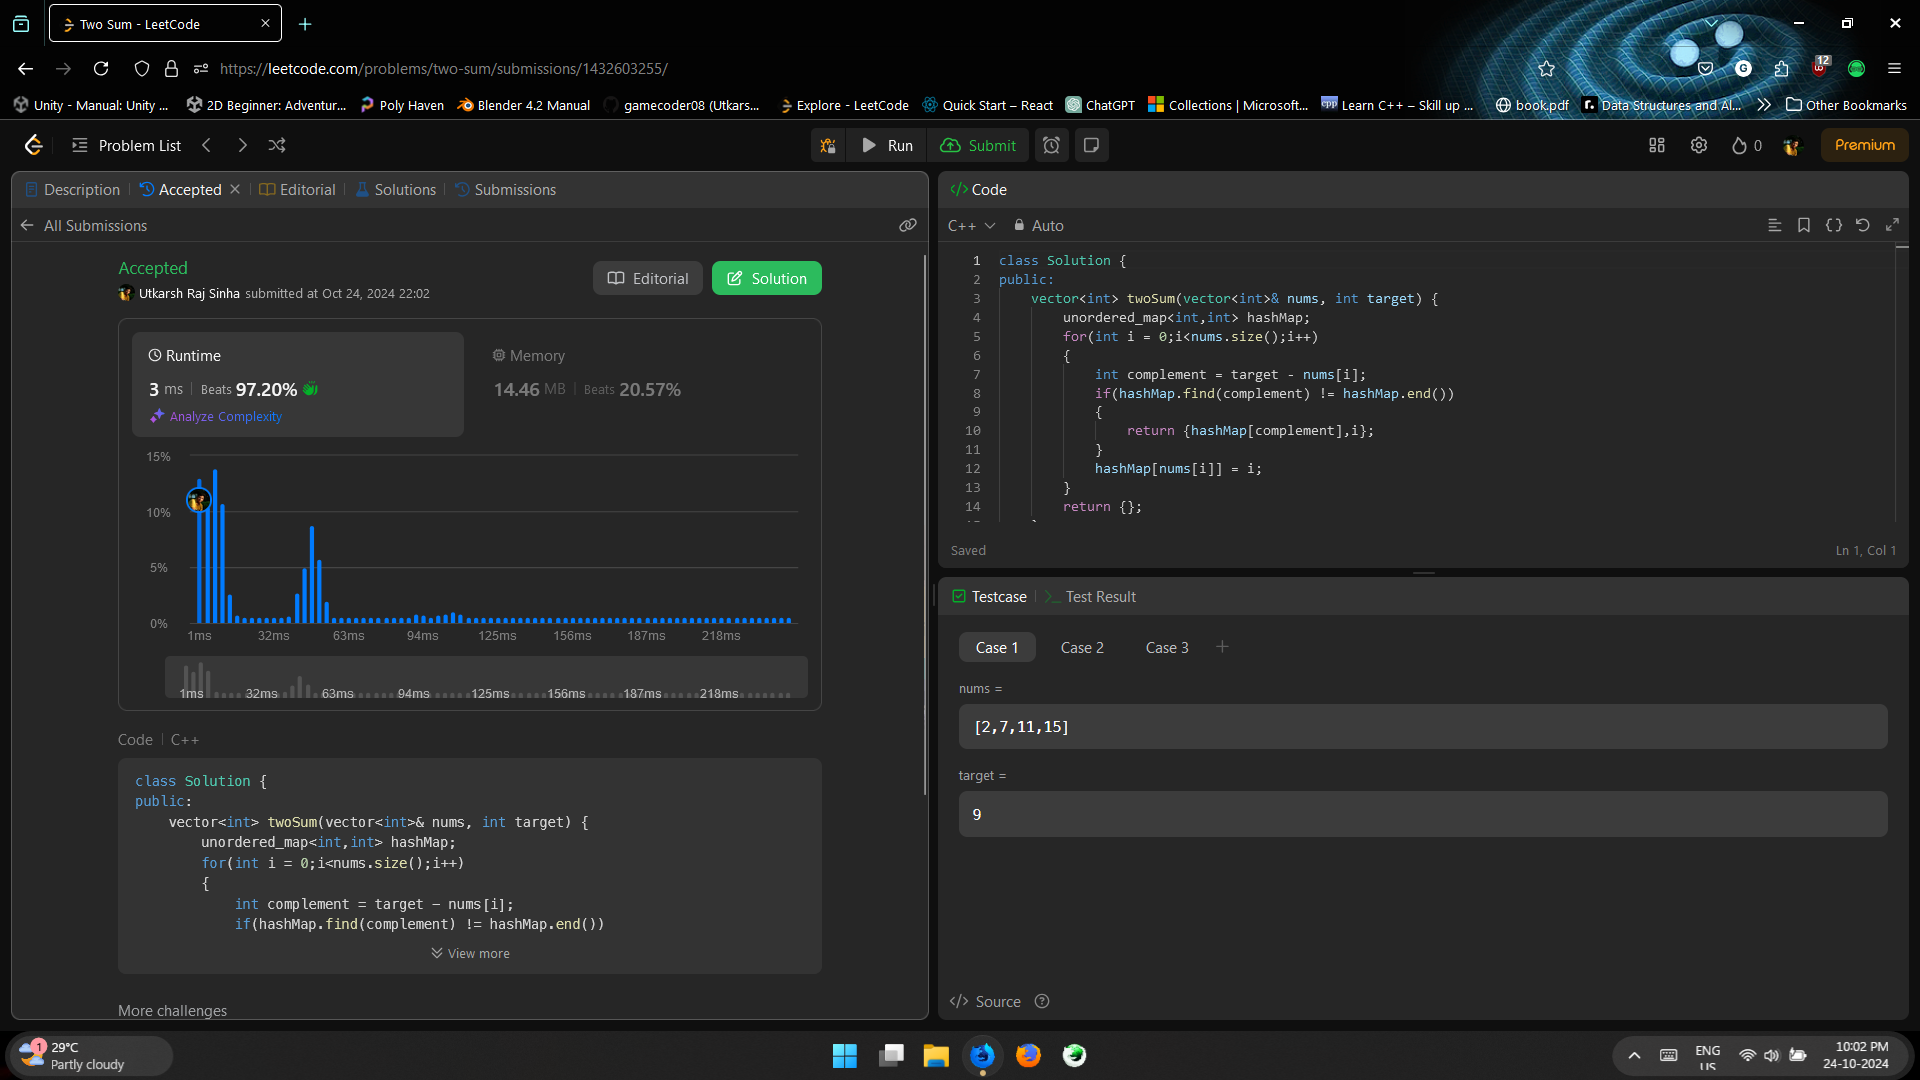 Two Sum - LeetCode
https://leetcode.com/problems/two-sum/submissions/1432603255/
12
Unity - Manual: Unity ...
2D Beginner: Adventur...
Poly Haven
Blender 4.2 Manual
gamecoder08 (Utkars...
Explore - LeetCode
Quick Start – React
ChatGPT
Collections | Microsoft...
Learn C++ – Skill up ...
book.pdf
Data Structures and Al...
Other Bookmarks
Problem List
Run
Submit
0
Premium
Description
Accepted
Editorial
Solutions
Submissions
All Submissions
Accepted
Utkarsh Raj Sinha submitted at Oct 24, 2024 22:02
Editorial
Solution
Runtime
3 ms | Beats 97.20%
Analyze Complexity
Memory
14.46 MB | Beats 20.57%
15%
10%
5%
0%
1ms 32ms 63ms 94ms 125ms 156ms 187ms 218ms
1ms 32ms 63ms 94ms 125ms 156ms 187ms 218ms
Code | C++
class Solution {
public:
    vector<int> twoSum(vector<int>& nums, int target) {
        unordered_map<int,int> hashMap;
        for(int i = 0;i<nums.size();i++)
        {
            int complement = target - nums[i];
            if(hashMap.find(complement) != hashMap.end())
View more
More challenges
</> Code
C++
Auto
1 class Solution {
2 public:
3     vector<int> twoSum(vector<int>& nums, int target) {
4         unordered_map<int,int> hashMap;
5         for(int i = 0;i<nums.size();i++)
6         {
7             int complement = target - nums[i];
8             if(hashMap.find(complement) != hashMap.end())
9             {
10                 return {hashMap[complement],i};
11             }
12             hashMap[nums[i]] = i;
13         }
14         return {};
Saved
Ln 1, Col 1
Testcase
Test Result
Case 1
Case 2
Case 3
nums =
[2,7,11,15]
target =
9
</> Source
1
29°C
Partly cloudy
ENG
US
10:02 PM
24-10-2024